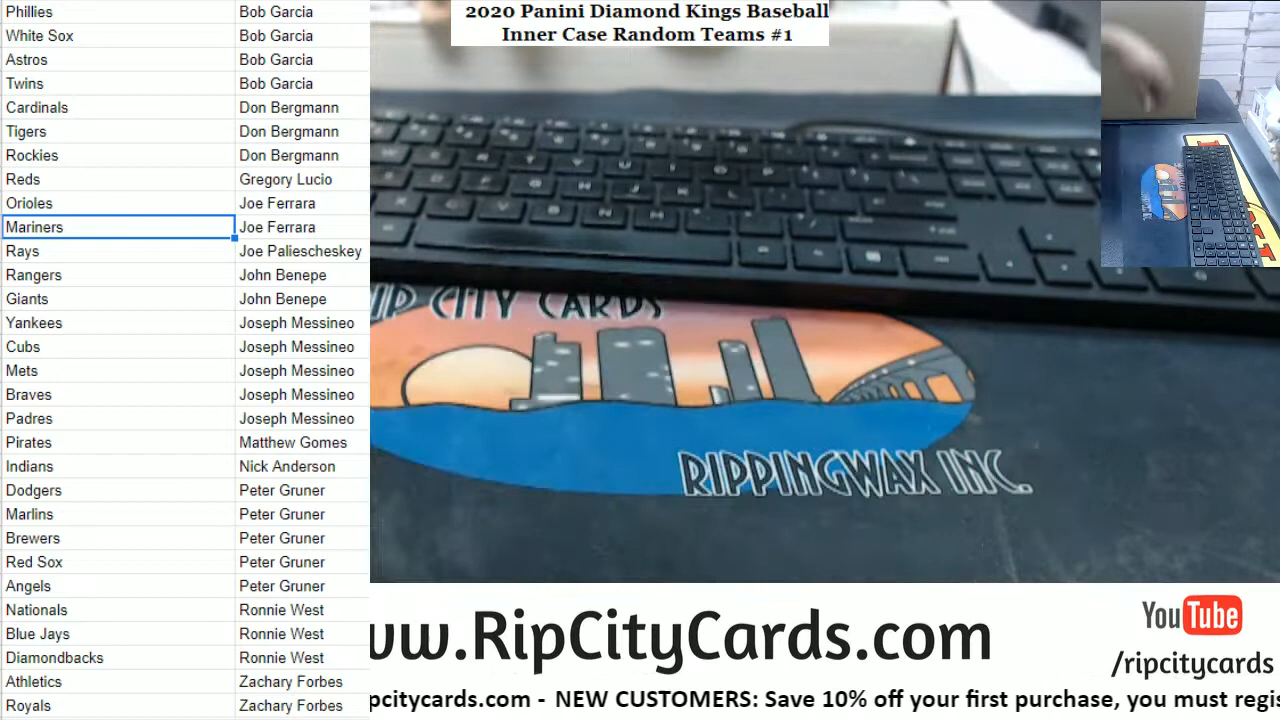 2020 Panini Diamond Kings Baseball
Inner Case Random Teams #1
Phillies Bob Garcia
White Sox Bob Garcia
Astros Bob Garcia
Twins Bob Garcia
Cardinals Don Bergmann
Tigers Don Bergmann
Rockies Don Bergmann
Reds Gregory Lucio
Orioles Joe Ferrara
Mariners Joe Ferrara
Rays Joe Paliescheskey
Rangers John Benepe
Giants John Benepe
Yankees Joseph Messineo
Cubs Joseph Messineo
Mets Joseph Messineo
Braves Joseph Messineo
Padres Joseph Messineo
Pirates Matthew Gomes
Indians Nick Anderson
Dodgers Peter Gruner
Marlins Peter Gruner
Brewers Peter Gruner
Red Sox Peter Gruner
Angels Peter Gruner
Nationals Ronnie West
Blue Jays Ronnie West
Diamondbacks Ronnie West
Athletics Zachary Forbes
Royals Zachary Forbes
IP CITY CARDS
RIPPINGWAX INC.
ww.RipCityCards.com
YouTube
/ripcitycards
pcitycards.com - NEW CUSTOMERS: Save 10% off your first purchase, you must regis